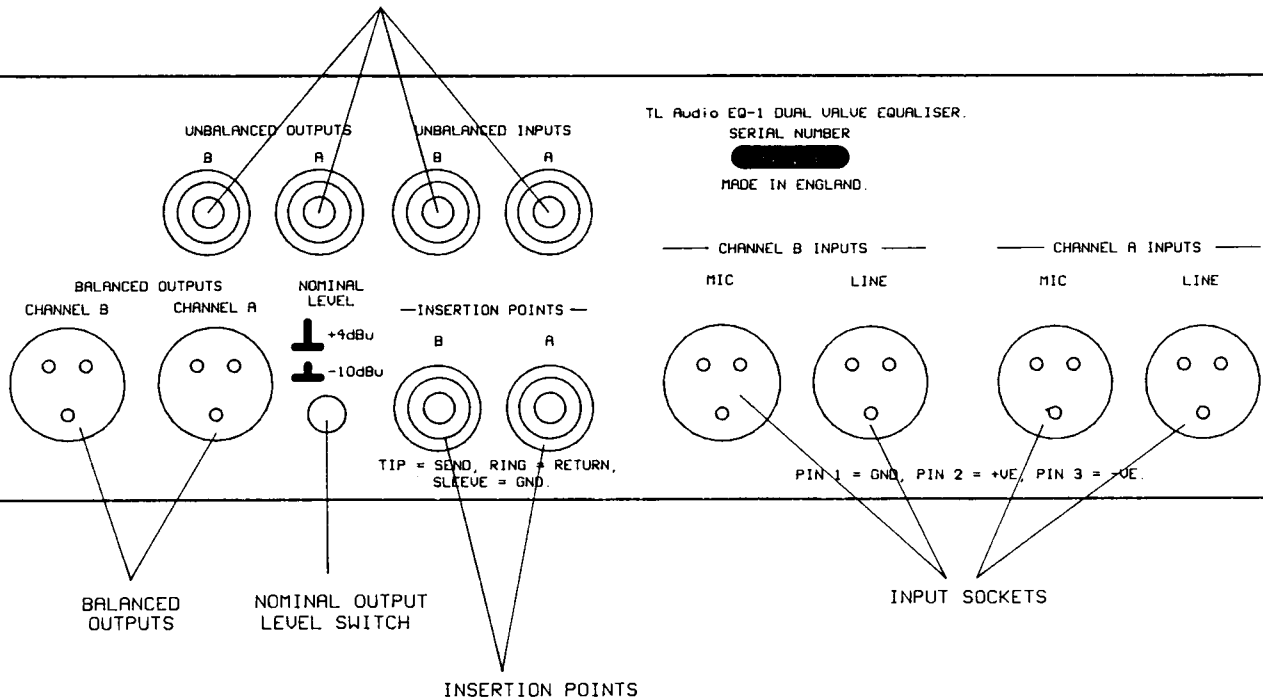 UNBALANCED OUTPUTS
B
A
UNBALANCED INPUTS
B
A
TL Audio EQ-1 DUAL VALVE EQUALISER.
SERIAL NUMBER
MADE IN ENGLAND.
BALANCED OUTPUTS
CHANNEL B
CHANNEL A
NOMINAL
LEVEL
+4dBu
-10dBu
INSERTION POINTS
B
A
TIP = SEND, RING = RETURN,
SLEEVE = GND.
CHANNEL B INPUTS
MIC
LINE
CHANNEL A INPUTS
MIC
LINE
PIN 1 = GND, PIN 2 = +VE, PIN 3 = -VE.
BALANCED
OUTPUTS
NOMINAL OUTPUT
LEVEL SWITCH
INSERTION POINTS
INPUT SOCKETS